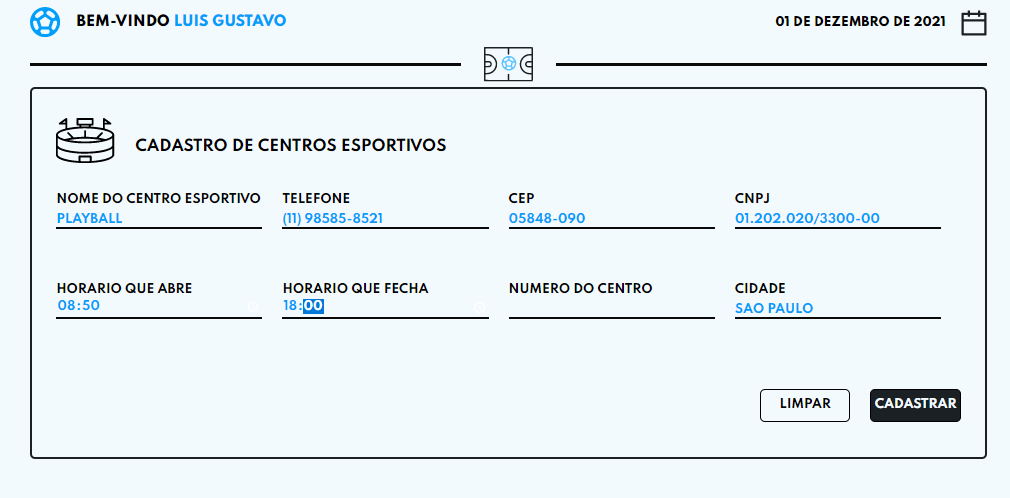 BEM-VINDO LUIS GUSTAVO
01 DE DEZEMBRO DE 2021
CADASTRO DE CENTROS ESPORTIVOS
NOME DO CENTRO ESPORTIVO
PLAYBALL
TELEFONE
(11) 98585-8521
CEP
05848-090
CNPJ
01.202.020/3300-00
HORARIO QUE ABRE
08:50
HORARIO QUE FECHA
18:00
NUMERO DO CENTRO
CIDADE
SAO PAULO
LIMPAR
CADASTRAR